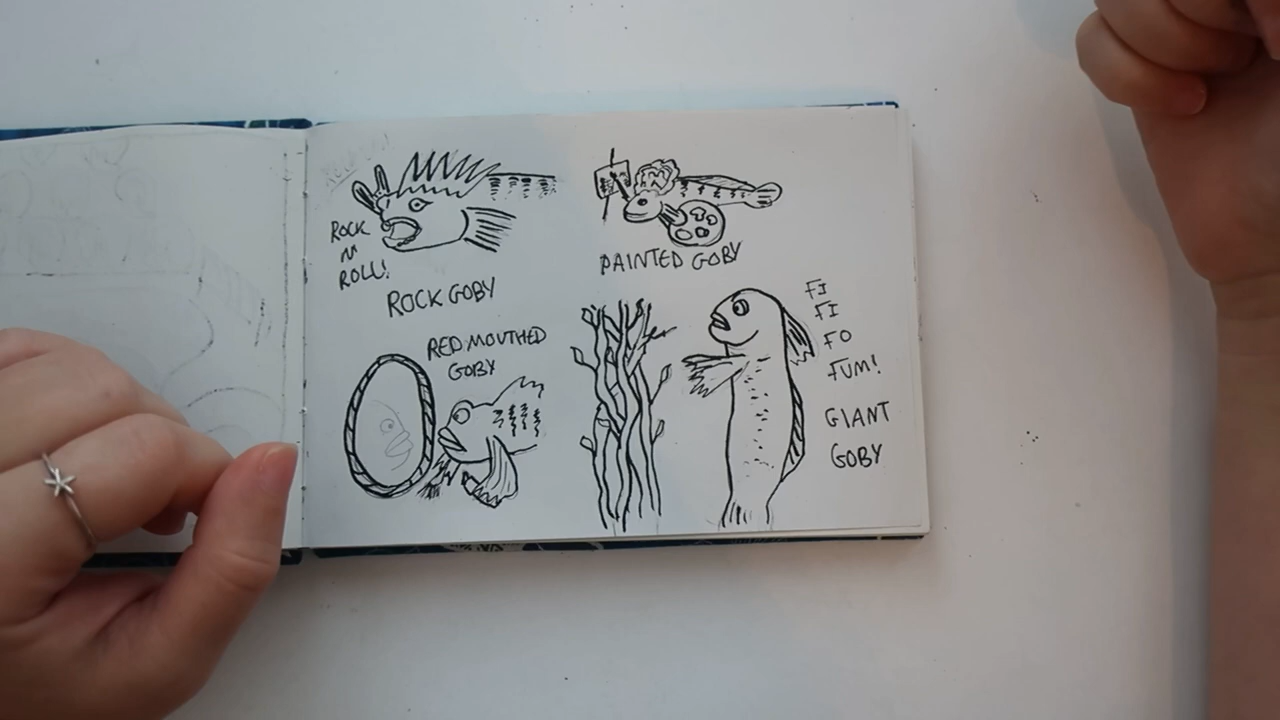 ROCK
N
ROLL!
ROCK GOBY
PAINTED GOBY
RED MOUTHED
GOBY
FI
FI
FO
FUM!
GIANT
GOBY